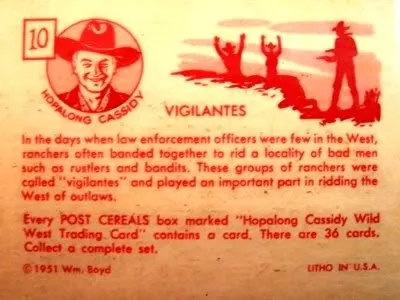 10
HOPALONG CASSIDY
VIGILANTES
In the days when law enforcement officers were few in the West,
ranchers often banded together to rid a locality of bad men
such as rustlers and bandits. These groups of ranchers were
called "vigilantes" and played an important part in ridding the
West of outlaws.
Every POST CEREALS box marked "Hopalong Cassidy Wild
West Trading Card" contains a card. There are 36 cards.
Collect a complete set.
© 1951 Wm. Boyd
LITHO IN U.S.A.